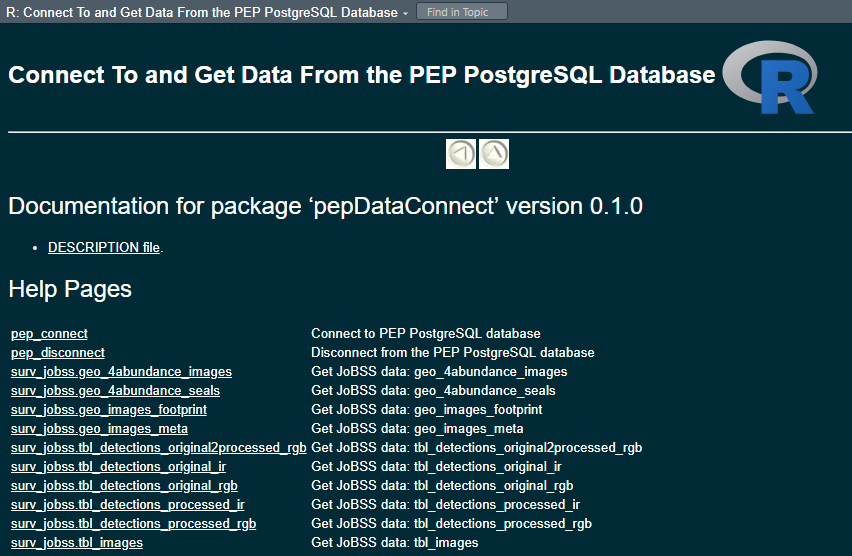 R: Connect To and Get Data From the PEP PostgreSQL Database
Find in Topic
Connect To and Get Data From the PEP PostgreSQL Database
R
Documentation for package ‘pepDataConnect’ version 0.1.0
• DESCRIPTION file.
Help Pages
pep_connect Connect to PEP PostgreSQL database
pep_disconnect Disconnect from the PEP PostgreSQL database
surv_jobss.geo_4abundance_images Get JoBSS data: geo_4abundance_images
surv_jobss.geo_4abundance_seals Get JoBSS data: geo_4abundance_seals
surv_jobss.geo_images_footprint Get JoBSS data: geo_images_footprint
surv_jobss.geo_images_meta Get JoBSS data: geo_images_meta
surv_jobss.tbl_detections_original2processed_rgb Get JoBSS data: tbl_detections_original2processed_rgb
surv_jobss.tbl_detections_original_ir Get JoBSS data: tbl_detections_original_ir
surv_jobss.tbl_detections_original_rgb Get JoBSS data: tbl_detections_original_rgb
surv_jobss.tbl_detections_processed_ir Get JoBSS data: tbl_detections_processed_ir
surv_jobss.tbl_detections_processed_rgb Get JoBSS data: tbl_detections_processed_rgb
surv_jobss.tbl_images Get JoBSS data: tbl_images